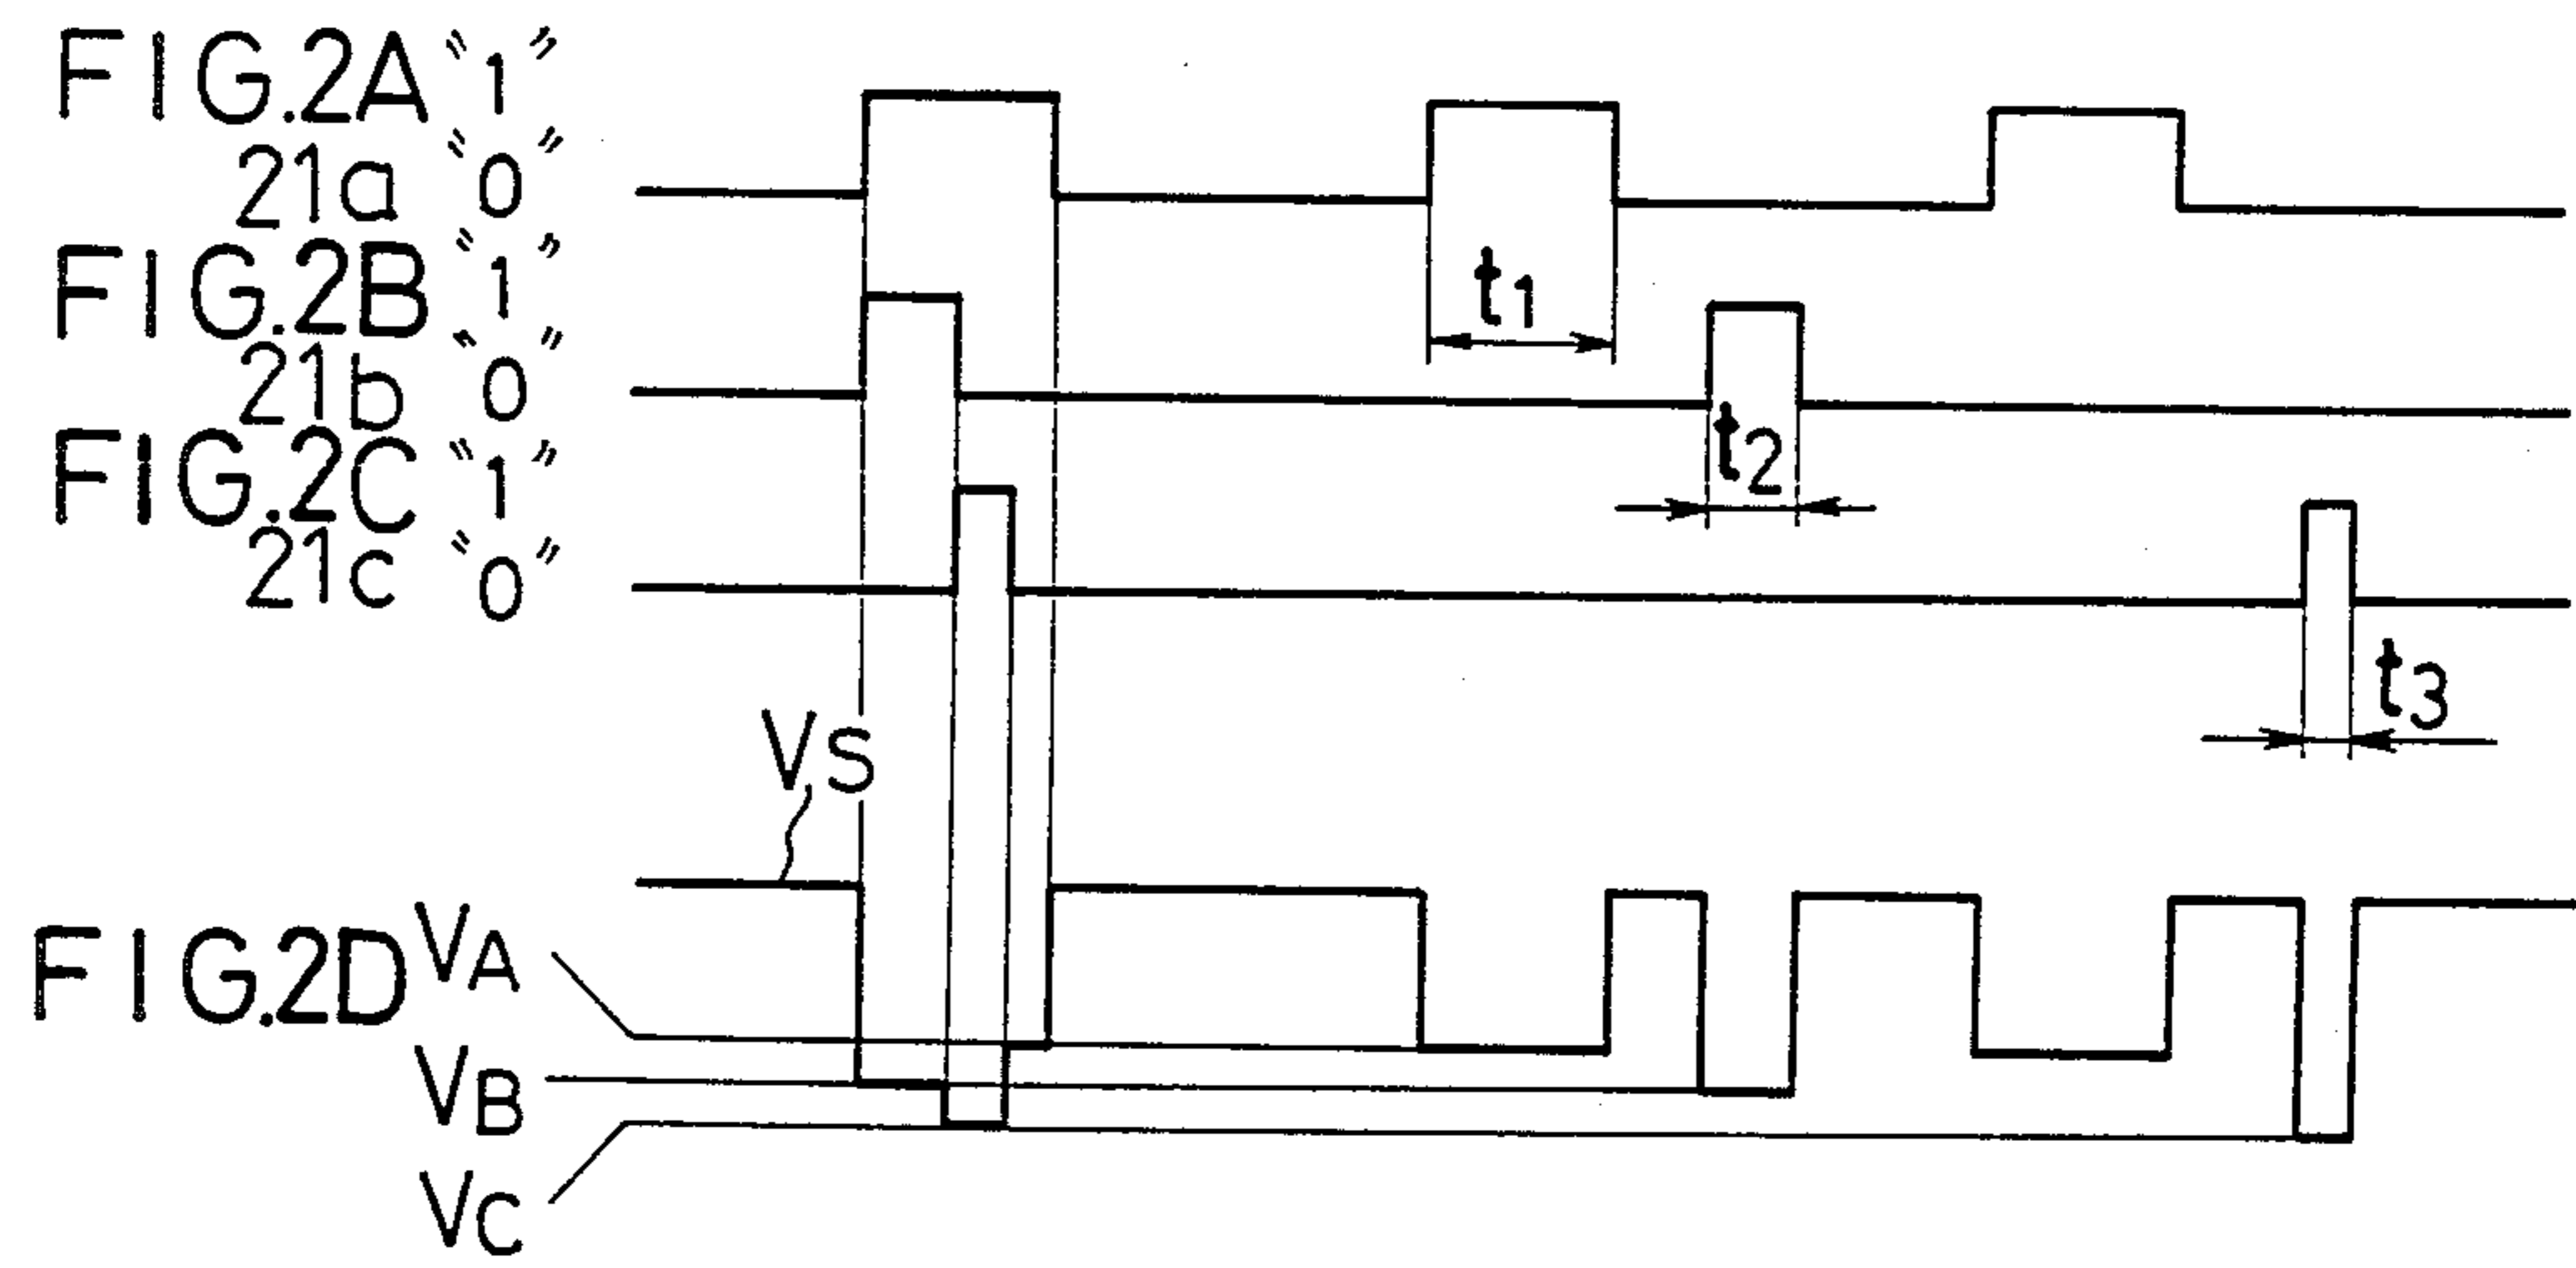 FIG.2A "1"
21a "0"
FIG.2B "1"
21b "0"
FIG.2C "1"
21c "0"
t1
t2
t3
VS
FIG.2D VA
VB
VC